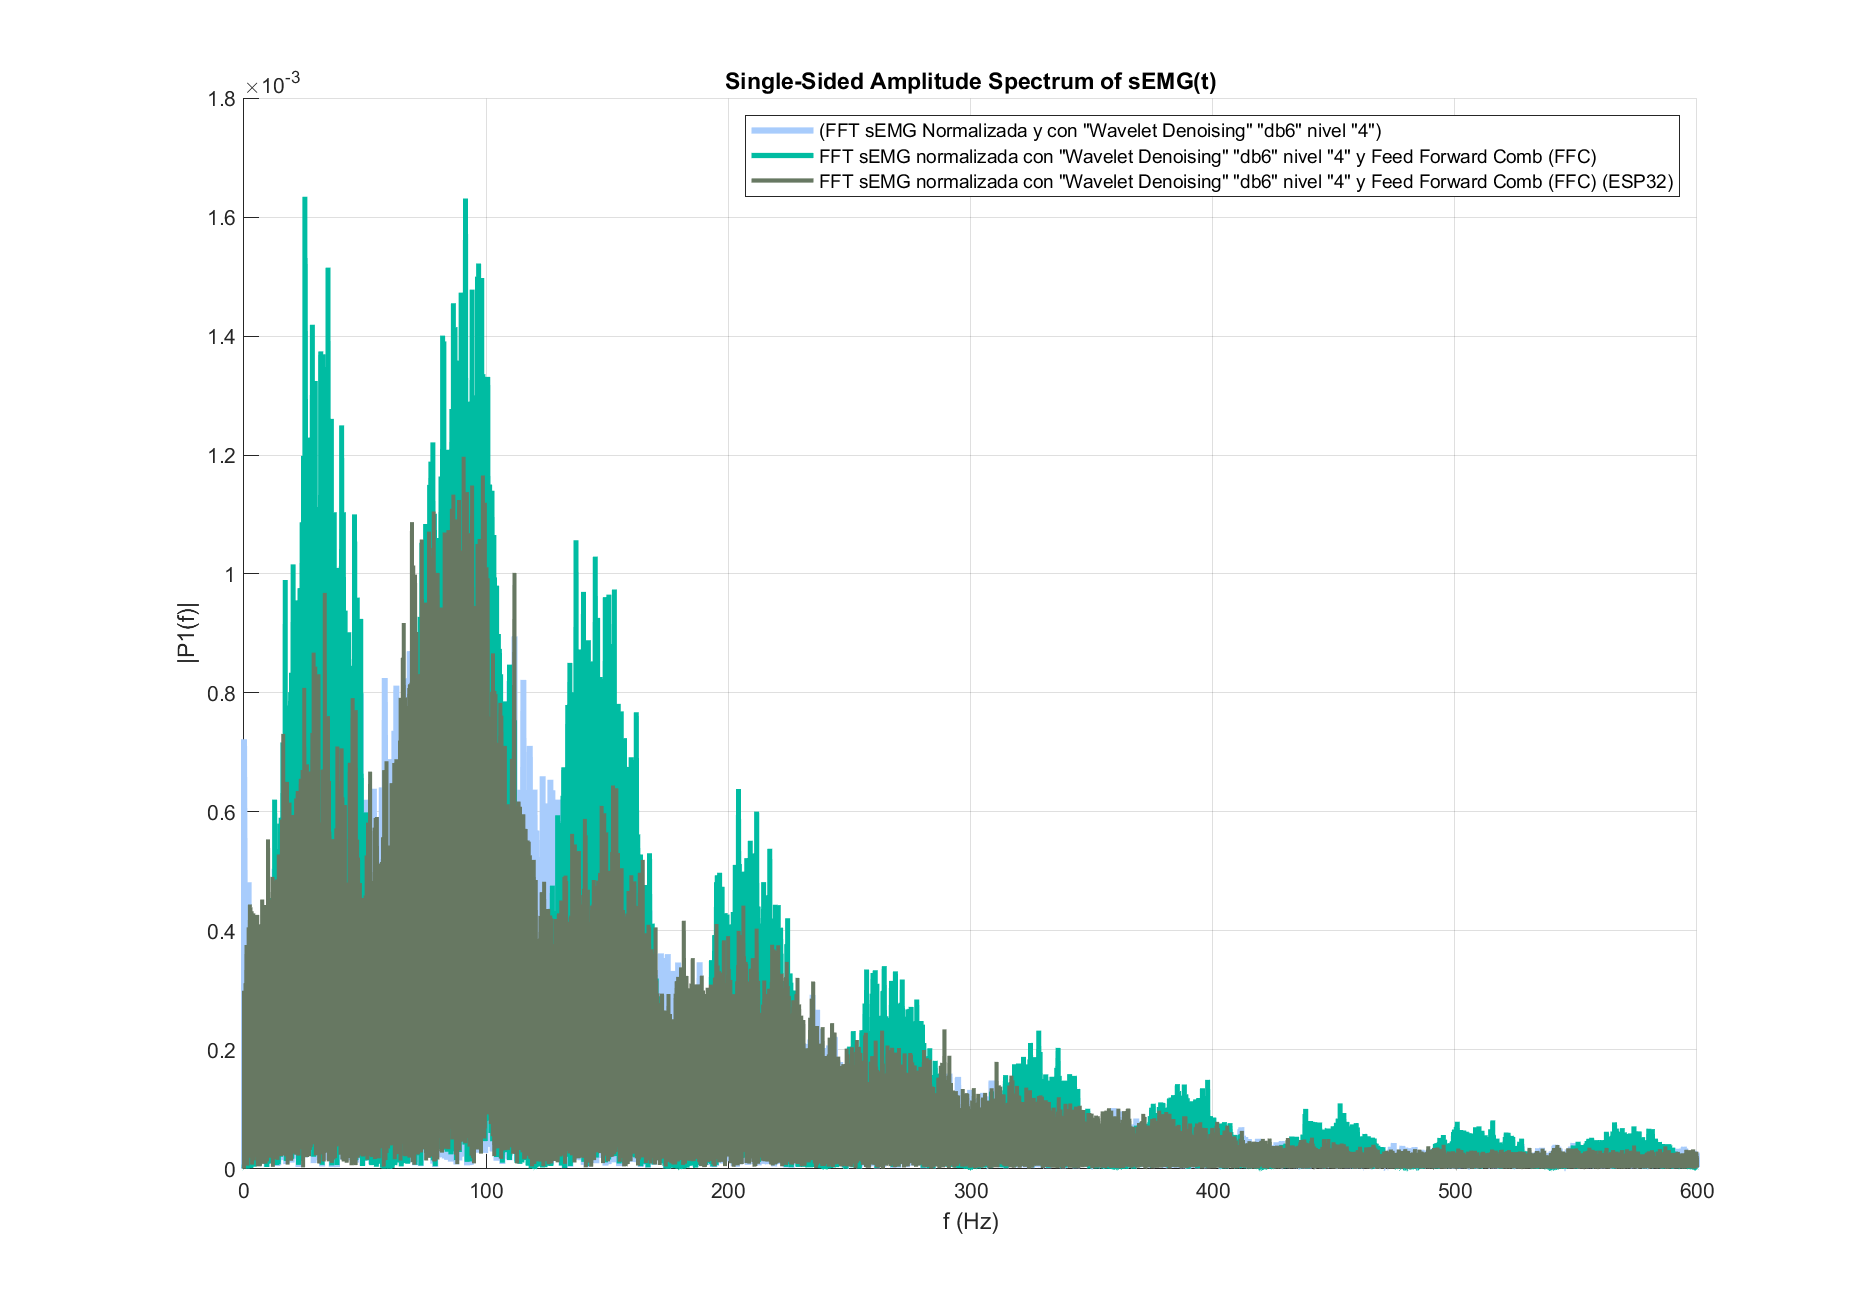 Single-Sided Amplitude Spectrum of sEMG(t)
×10⁻³
(FFT sEMG Normalizada y con "Wavelet Denoising" "db6" nivel "4")
FFT sEMG normalizada con "Wavelet Denoising" "db6" nivel "4" y Feed Forward Comb (FFC)
FFT sEMG normalizada con "Wavelet Denoising" "db6" nivel "4" y Feed Forward Comb (FFC) (ESP32)
1.8
1.6
1.4
1.2
1
0.8
0.6
0.4
0.2
0
|P1(f)|
0 100 200 300 400 500 600
f (Hz)